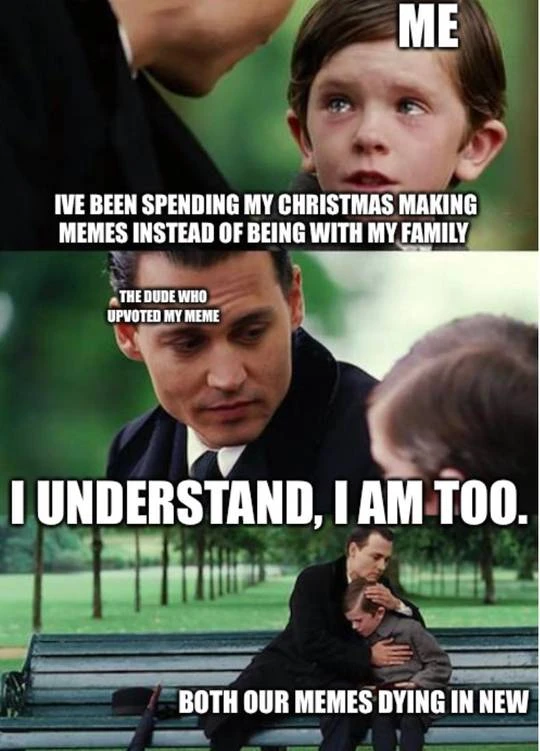 ME
IVE BEEN SPENDING MY CHRISTMAS MAKING
MEMES INSTEAD OF BEING WITH MY FAMILY
THE DUDE WHO
UPVOTED MY MEME
I UNDERSTAND, I AM TOO.
BOTH OUR MEMES DYING IN NEW